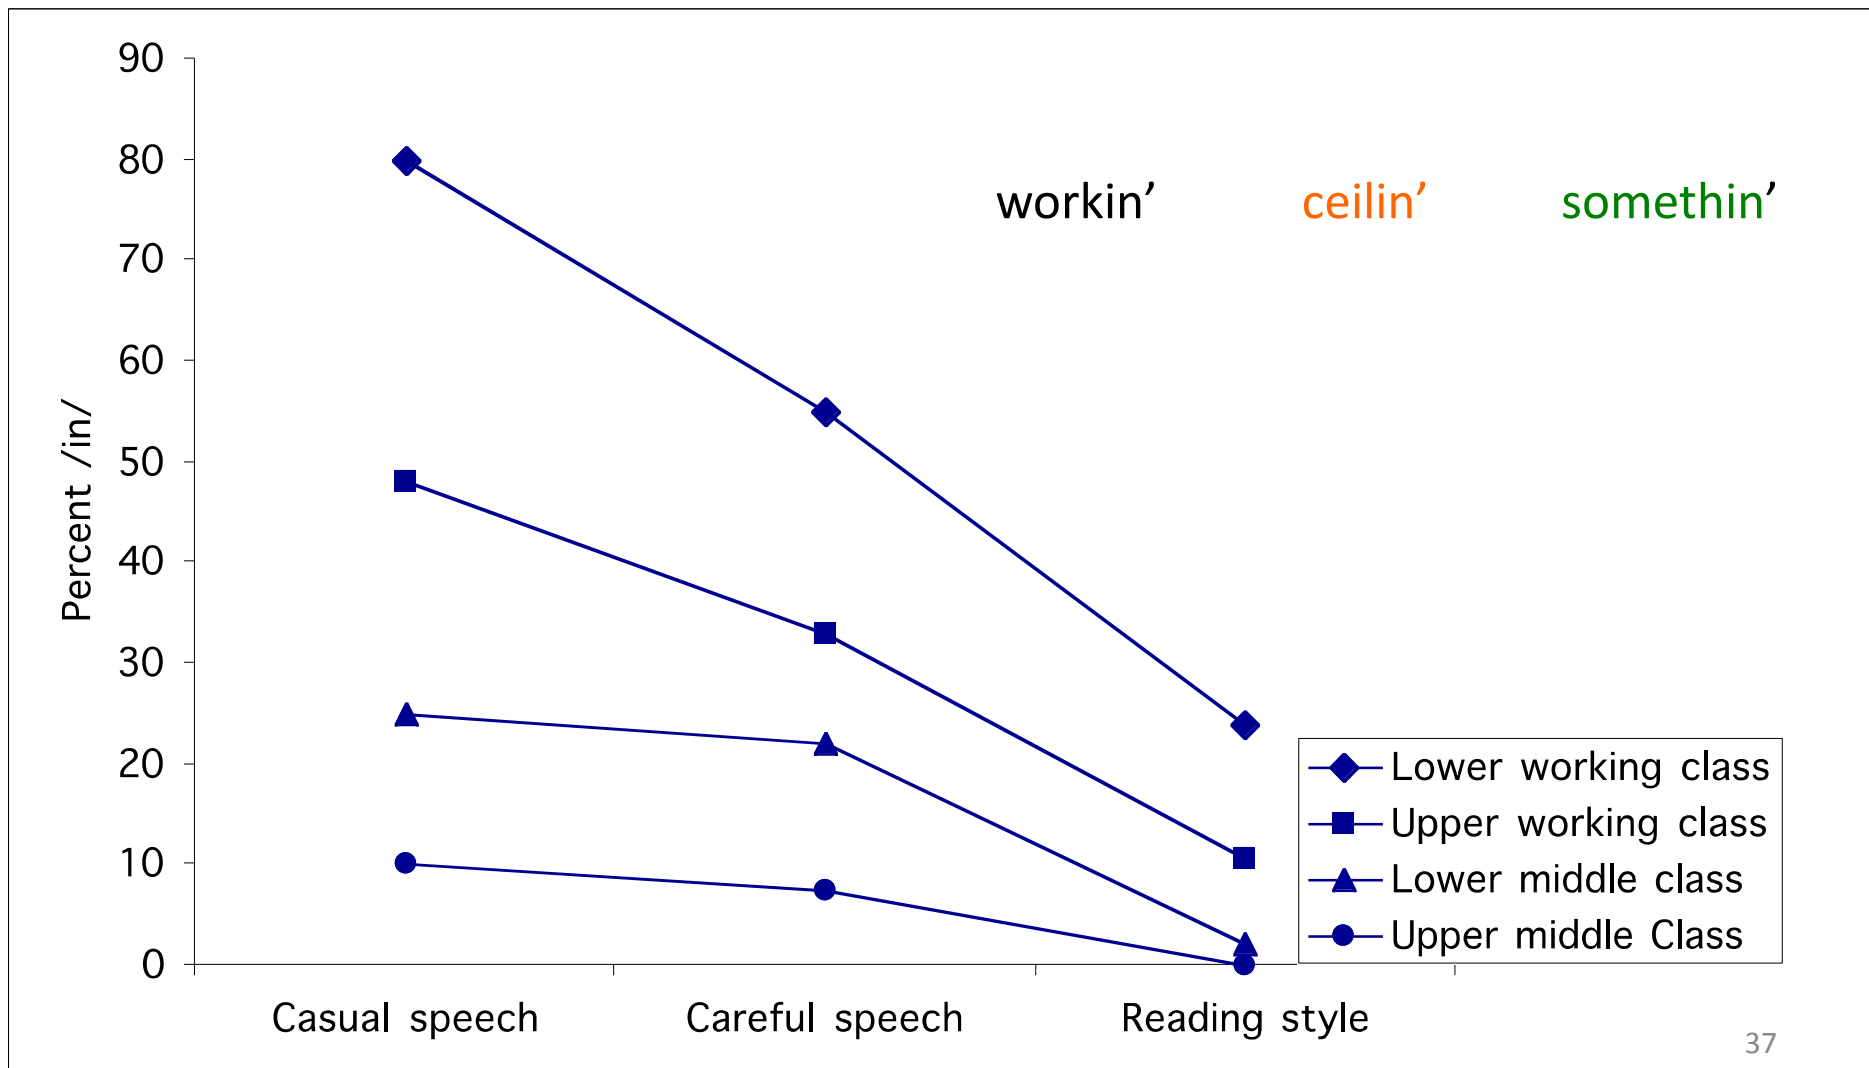 90
80
workin’ ceilin’ somethin’
70
60
50
40
30
20
10
0
Percent /in/
Lower working class
Upper working class
Lower middle class
Upper middle Class
Casual speech Careful speech Reading style
37